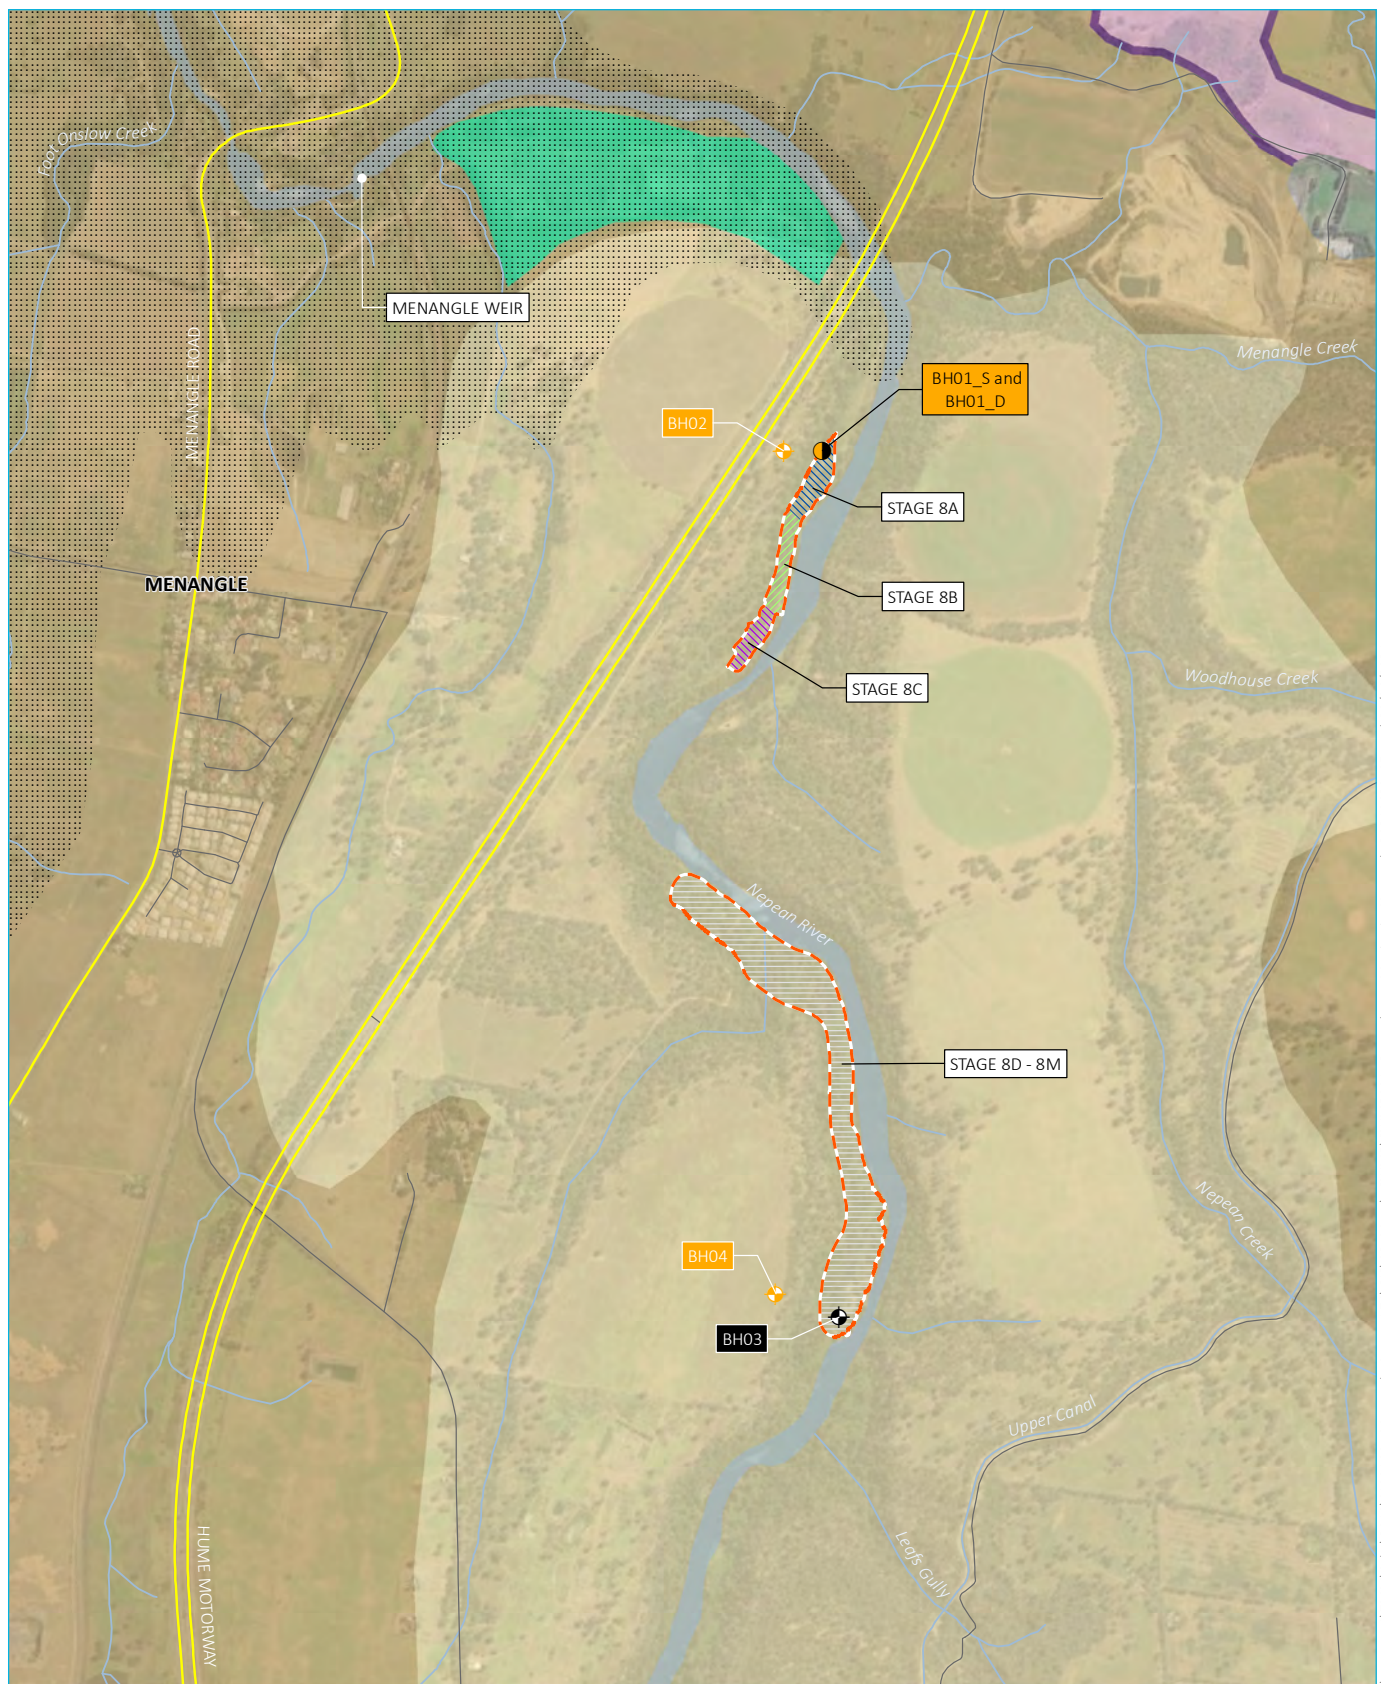 Foot Onslow Creek
MENANGLE WEIR
MENANGLE ROAD
Menangle Creek
BH01_S and
BH01_D
BH02
STAGE 8A
MENANGLE
STAGE 8B
Woodhouse Creek
STAGE 8C
Nepean River
STAGE 8D - 8M
Nepean Creek
BH04
BH03
Upper Canal
HUME MOTORWAY
Leafs Gully